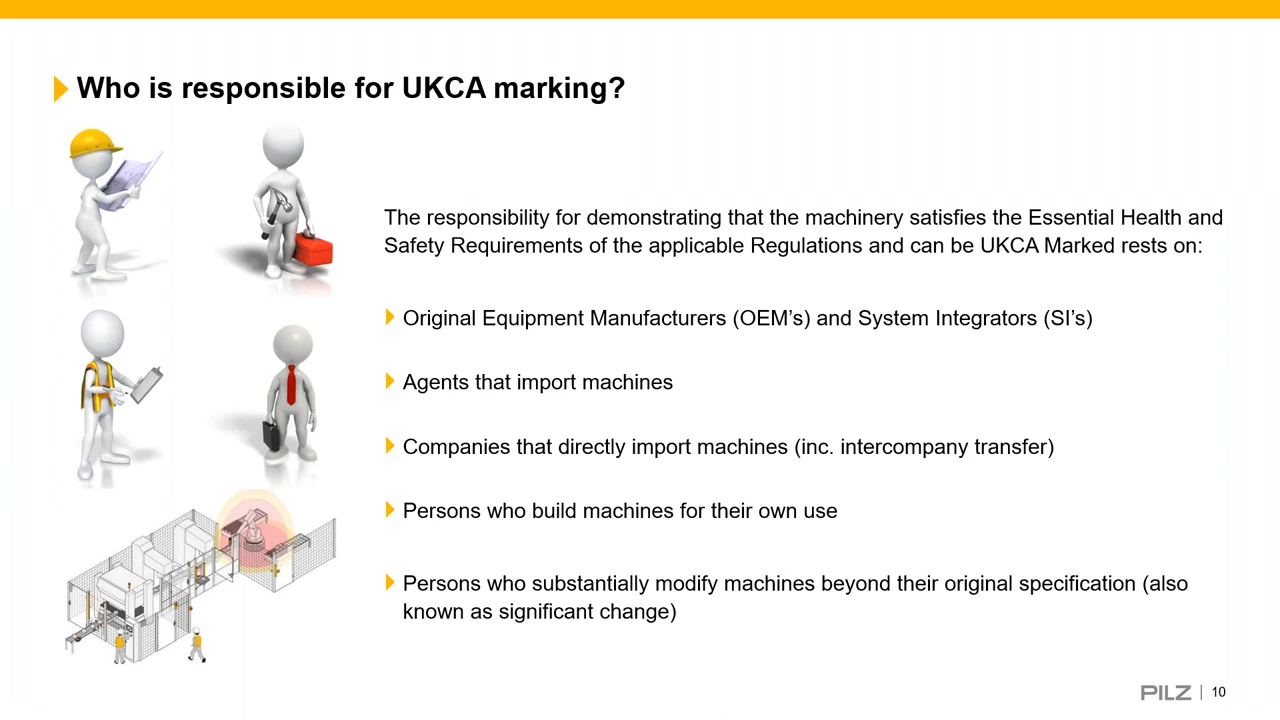 Who is responsible for UKCA marking?
The responsibility for demonstrating that the machinery satisfies the Essential Health and
Safety Requirements of the applicable Regulations and can be UKCA Marked rests on:
Original Equipment Manufacturers (OEM’s) and System Integrators (SI’s)
Agents that import machines
Companies that directly import machines (inc. intercompany transfer)
Persons who build machines for their own use
Persons who substantially modify machines beyond their original specification (also
known as significant change)
PILZ | 10